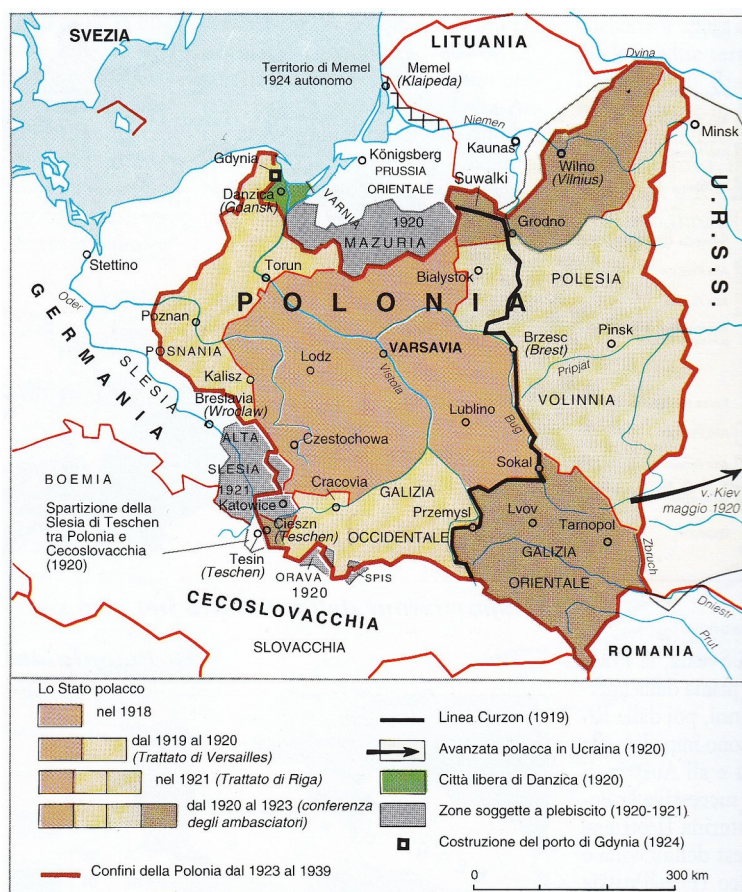 SVEZIA
LITUANIA
Dvina
Territorio di Memel
1924 autonomo
Memel
(Klaipeda)
Niemen
Minsk
Kaunas
Wilno
(Vilnius)
Königsberg
PRUSSIA
ORIENTALE
Gdynia
Danzica
(Gdansk)
VARNIA
1920
MAZURIA
Suwalki
Grodno
U.R.S.S.
Stettino
Oder
GERMANIA
Torun
Bialystok
POLESIA
POLONIA
Poznan
POSNANIA
VARSAVIA
Brzesc
(Brest)
Pinsk
Pripjat
SLESIA
Lodz
Vistola
Kalisz
VOLINNIA
Breslavia
(Wroclaw)
Lublino
Bug
ALTA
SLESIA
1921
Czestochowa
Sokal
BOEMIA
Katowice
Cracovia
GALIZIA
OCCIDENTALE
Przemysl
Lvov
Tarnopol
v. Kiev
maggio 1920
Spartizione della
Slesia di Teschen
tra Polonia e
Cecoslovacchia
(1920)
Cieszn
(Teschen)
Tesin
(Teschen)
GALIZIA
ORIENTALE
Zbruch
ORAVA
1920
SPIS
CECOSLOVACCHIA
SLOVACCHIA
Dniestr
Prut
ROMANIA
Lo Stato polacco
nel 1918
dal 1919 al 1920
(Trattato di Versailles)
nel 1921 (Trattato di Riga)
dal 1920 al 1923 (conferenza
degli ambasciatori)
Confini della Polonia dal 1923 al 1939
Linea Curzon (1919)
Avanzata polacca in Ucraina (1920)
Città libera di Danzica (1920)
Zone soggette a plebiscito (1920-1921)
Costruzione del porto di Gdynia (1924)
0 300 km